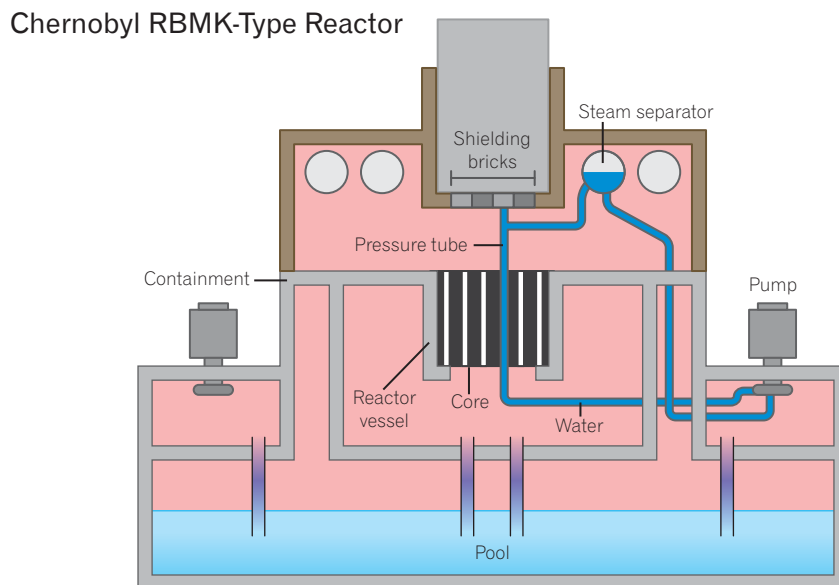 Chernobyl RBMK-Type Reactor
Steam separator
Shielding
bricks
Pressure tube
Containment
Pump
Reactor
vessel
Core
Water
Pool